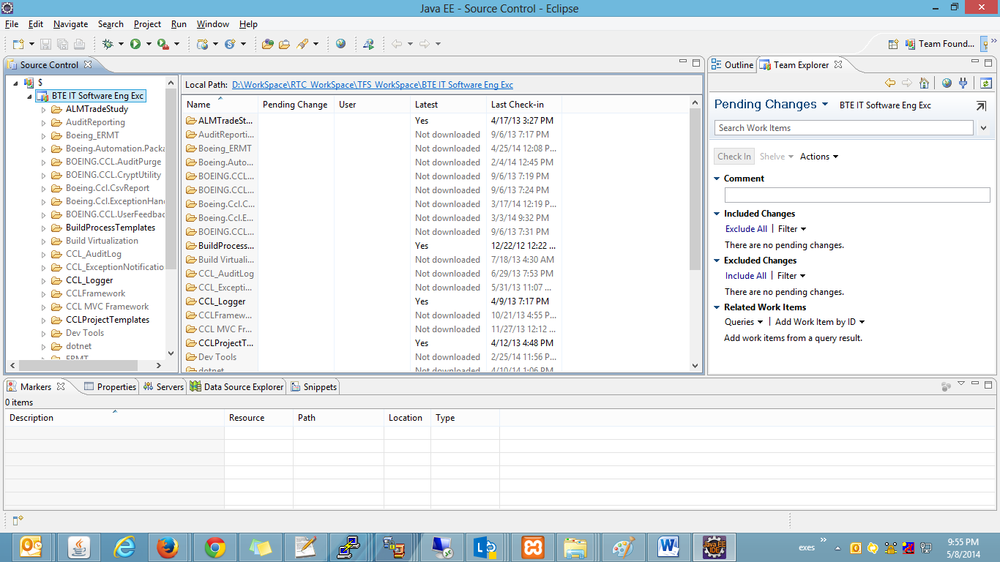 Java EE - Source Control - Eclipse
File Edit Navigate Search Project Run Window Help
Team Found...
Source Control
$
BTE IT Software Eng Exc
ALMTradeStudy
AuditReporting
Boeing_ERMT
Boeing.Automation.Packa
BOEING.CCL.AuditPurge
BOEING.CCL.CryptUtility
Boeing.Ccl.CsvReport
Boeing.Ccl.ExceptionHan
BOEING.CCL.UserFeedbac
BuildProcessTemplates
Build Virtualization
CCL_AuditLog
CCL_ExceptionNotificatio
CCL_Logger
CCLFramework
CCL MVC Framework
CCLProjectTemplates
Dev Tools
dotnet
ERMT
Local Path: D:\WorkSpace\RTC_WorkSpace\TFS_WorkSpace\BTE IT Software Eng Exc
Name Pending Change User Latest Last Check-in
ALMTradeSt... Yes 4/17/13 3:27 PM
AuditReporti... Not downloaded 9/6/13 7:17 PM
Boeing_ERMT Not downloaded 4/25/14 12:08 P...
Boeing.Auto... Not downloaded 2/4/14 12:45 PM
BOEING.CCL... Not downloaded 9/6/13 7:19 PM
BOEING.CCL... Not downloaded 9/6/13 7:24 PM
Boeing.Ccl.C... Not downloaded 3/17/14 12:19 P...
Boeing.Ccl.E... Not downloaded 3/3/14 9:32 PM
BOEING.CCL... Not downloaded 9/6/13 7:31 PM
BuildProcess... Yes 12/22/12 12:22 ...
Build Virtuali... Not downloaded 7/18/13 4:30 AM
CCL_AuditLog Not downloaded 6/29/13 7:53 PM
CCL_Excepti... Not downloaded 5/31/13 11:07 ...
CCL_Logger Yes 4/9/13 7:17 PM
CCLFramew... Not downloaded 10/21/13 4:55 P...
CCL MVC Fr... Not downloaded 11/27/13 12:12 ...
CCLProjectT... Yes 4/12/13 4:48 PM
Dev Tools Not downloaded 2/25/14 11:56 P...
dotnet Not downloaded 4/10/14 1:06 PM
Outline Team Explorer
Pending Changes BTE IT Software Eng Exc
Search Work Items
Check In Shelve Actions
Comment
Included Changes
Exclude All | Filter
There are no pending changes.
Excluded Changes
Include All | Filter
There are no pending changes.
Related Work Items
Queries | Add Work Item by ID
Add work items from a query result.
Markers Properties Servers Data Source Explorer Snippets
0 items
Description Resource Path Location Type
Java EE
IDE
exes
9:55 PM
5/8/2014